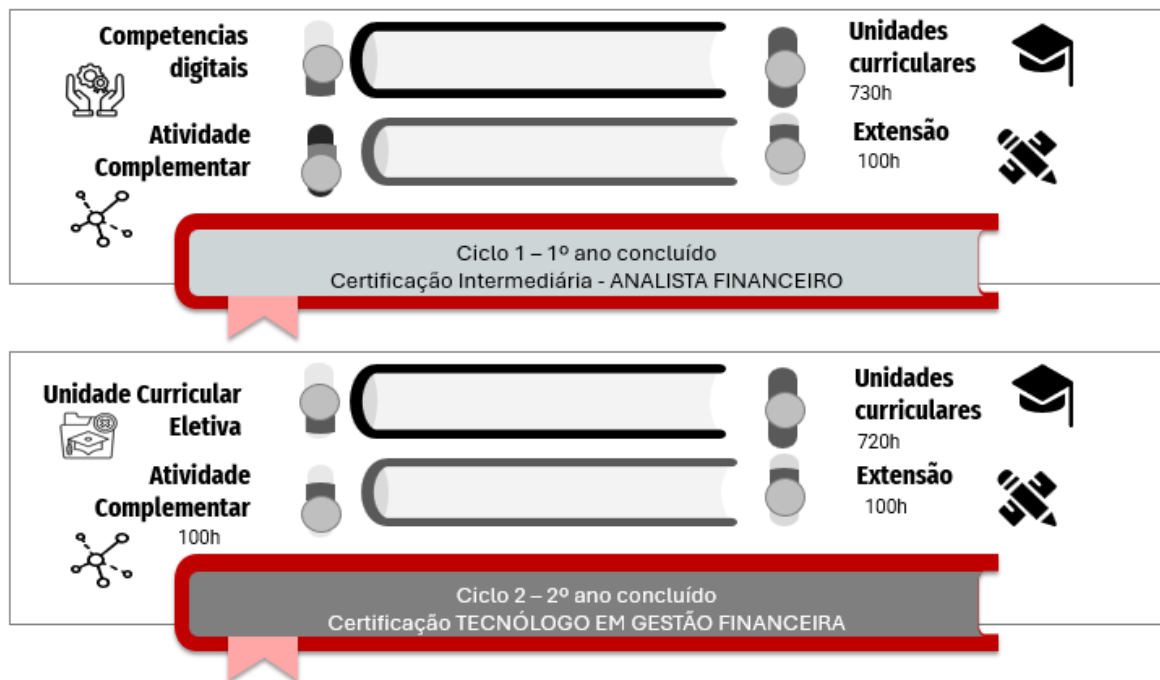 Competencias
digitais
Unidades
curriculares
730h
Atividade
Complementar
Extensão
100h
Ciclo 1 – 1º ano concluído
Certificação Intermediária - ANALISTA FINANCEIRO
Unidade Curricular
Eletiva
Unidades
curriculares
720h
Atividade
Complementar
100h
Extensão
100h
Ciclo 2 – 2º ano concluído
Certificação TECNÓLOGO EM GESTÃO FINANCEIRA